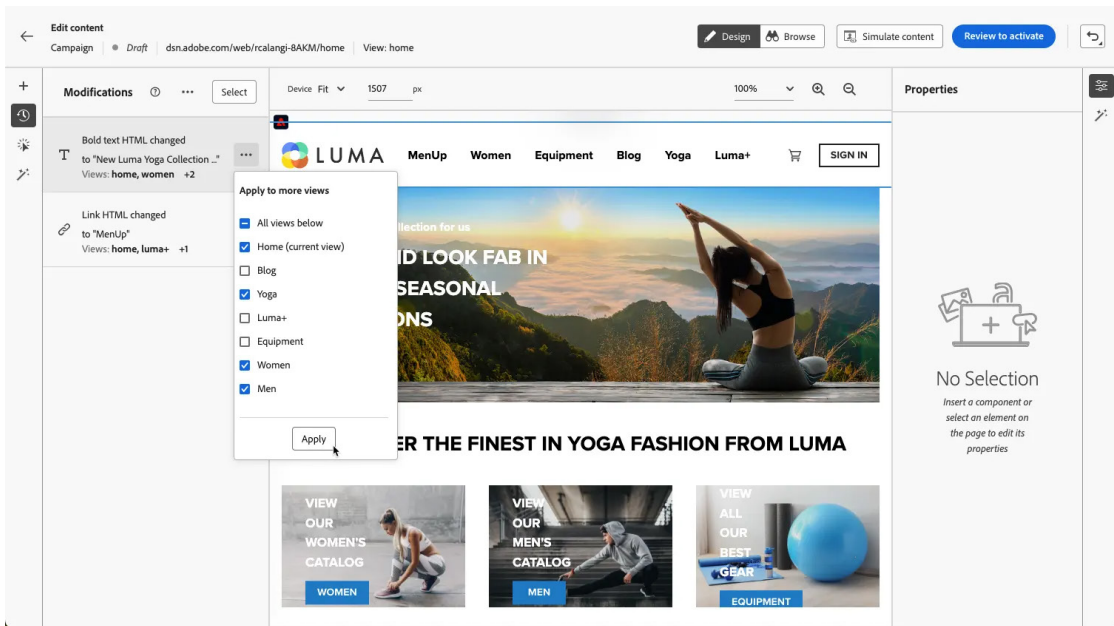 Edit content
Campaign Draft dsn.adobe.com/web/rcalangi-8AKM/home View: home
Design Browse Simulate content Review to activate
Modifications Select
Device Fit 1507 px 100%
Properties
Bold text HTML changed
to "New Luma Yoga Collection ..."
Views: home, women +2
Link HTML changed
to "MenUp"
Views: home, luma+ +1
Apply to more views
All views below
Home (current view)
Blog
Yoga
Luma+
Equipment
Women
Men
Apply
LUMA MenUp Women Equipment Blog Yoga Luma+ SIGN IN
llection for us
ND LOOK FAB IN
SEASONAL
ONS
ER THE FINEST IN YOGA FASHION FROM LUMA
VIEW
OUR
WOMEN'S
CATALOG
WOMEN
VIEW
OUR
MEN'S
CATALOG
MEN
VIEW
ALL
OUR
BEST
GEAR
EQUIPMENT
No Selection
Insert a component or
select an element on
the page to edit its
properties